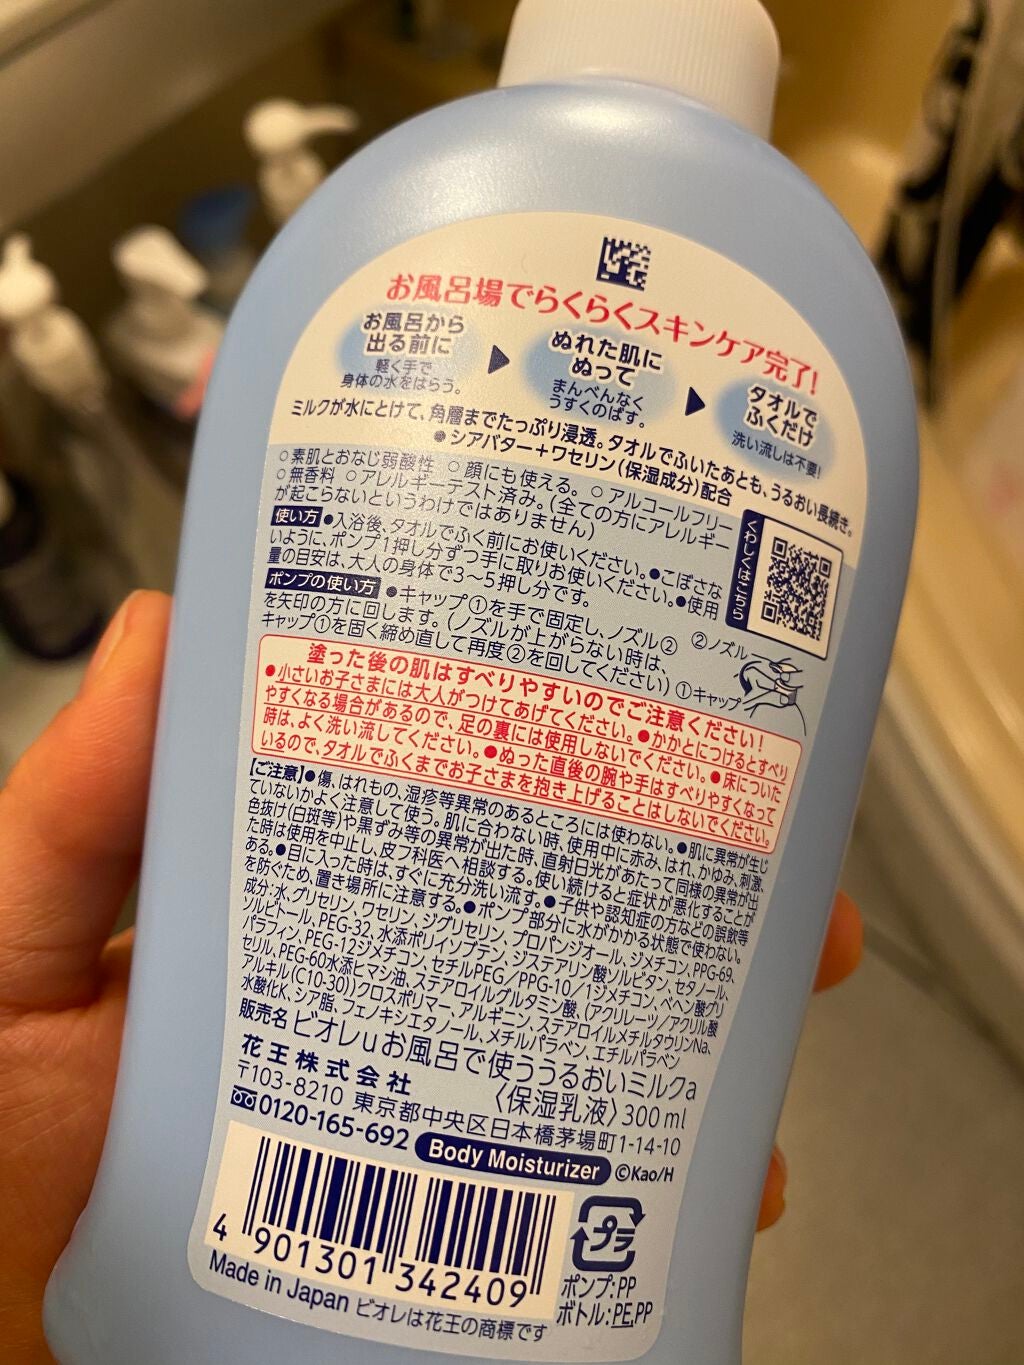 お風呂場でらくらくスキンケア完了!
お風呂から
出る前に
軽く手で
身体の水をはらう。
ぬれた肌に
ぬって
まんべんなく
うすくのばす。
タオルで
ふくだけ
洗い流しは不要!
ミルクが水にとけて、角層までたっぷり浸透。タオルでふいたあとも、うるおい長続き。
●シアバター+ワセリン(保湿成分)配合
○素肌とおなじ弱酸性 ○顔にも使える。 ○アルコールフリー
○無香料 ○アレルギーテスト済み。(全ての方にアレルギー
が起こらないというわけではありません)
くわしくはこちら
使い方 ●入浴後、タオルでふく前にお使いください。●こぼさな
いように、ポンプ1押し分ずつ手に取りお使いください。●使用
量の目安は、大人の身体で3〜5押し分です。
ポンプの使い方 ●キャップ①を手で固定し、ノズル②
を矢印の方に回します。(ノズルが上がらない時は、
キャップ①を固く締め直して再度②を回してください)
②ノズル
①キャップ
塗った後の肌はすべりやすいのでご注意ください!
●小さいお子さまには大人がつけてあげてください。●かかとにつけるとすべり
やすくなる場合があるので、足の裏には使用しないでください。●床についた
時は、よく洗い流してください。●ぬった直後の腕や手はすべりやすくなって
いるので、タオルでふくまでお子さまを抱き上げることはしないでください。
【ご注意】●傷、はれもの、湿疹等異常のあるところには使わない。●肌に異常が生じ
ていないかよく注意して使う。肌に合わない時、使用中に赤み、はれ、かゆみ、刺激、
色抜け(白斑等)や黒ずみ等の異常が出た時、直射日光があたって同様の異常が出
た時は使用を中止し、皮フ科医へ相談する。使い続けると症状が悪化することが
ある。●目に入った時は、すぐに充分洗い流す。●子供や認知症の方などの誤飲等
を防ぐため、置き場所に注意する。●ポンプ部分に水がかかる状態で使わない。
成分:水、グリセリン、ワセリン、ジグリセリン、プロパンジオール、ジメチコン、PPG-69、
ソルビトール、PEG-32、水添ポリイソブテン、ジステアリン酸ソルビタン、セタノール、
パラフィン、PEG-12ジメチコン、セチルPEG/PPG-10/1ジメチコン、ベヘン酸グリ
セリル、PEG-60水添ヒマシ油、ステアロイルグルタミン酸、(アクリレーツ/アクリル酸
アルキル(C10-30))クロスポリマー、アルギニン、ステアロイルメチルタウリンNa、
水酸化K、シア脂、フェノキシエタノール、メチルパラベン、エチルパラベン
販売名 ビオレuお風呂で使ううるおいミルクa
〈保湿乳液〉300ml
花王株式会社
〒103-8210 東京都中央区日本橋茅場町1-14-10
0120-165-692 Body Moisturizer ©Kao/H
4 901301 342409
プラ
ポンプ:PP
ボトル:PE,PP
Made in Japan ビオレは花王の商標です